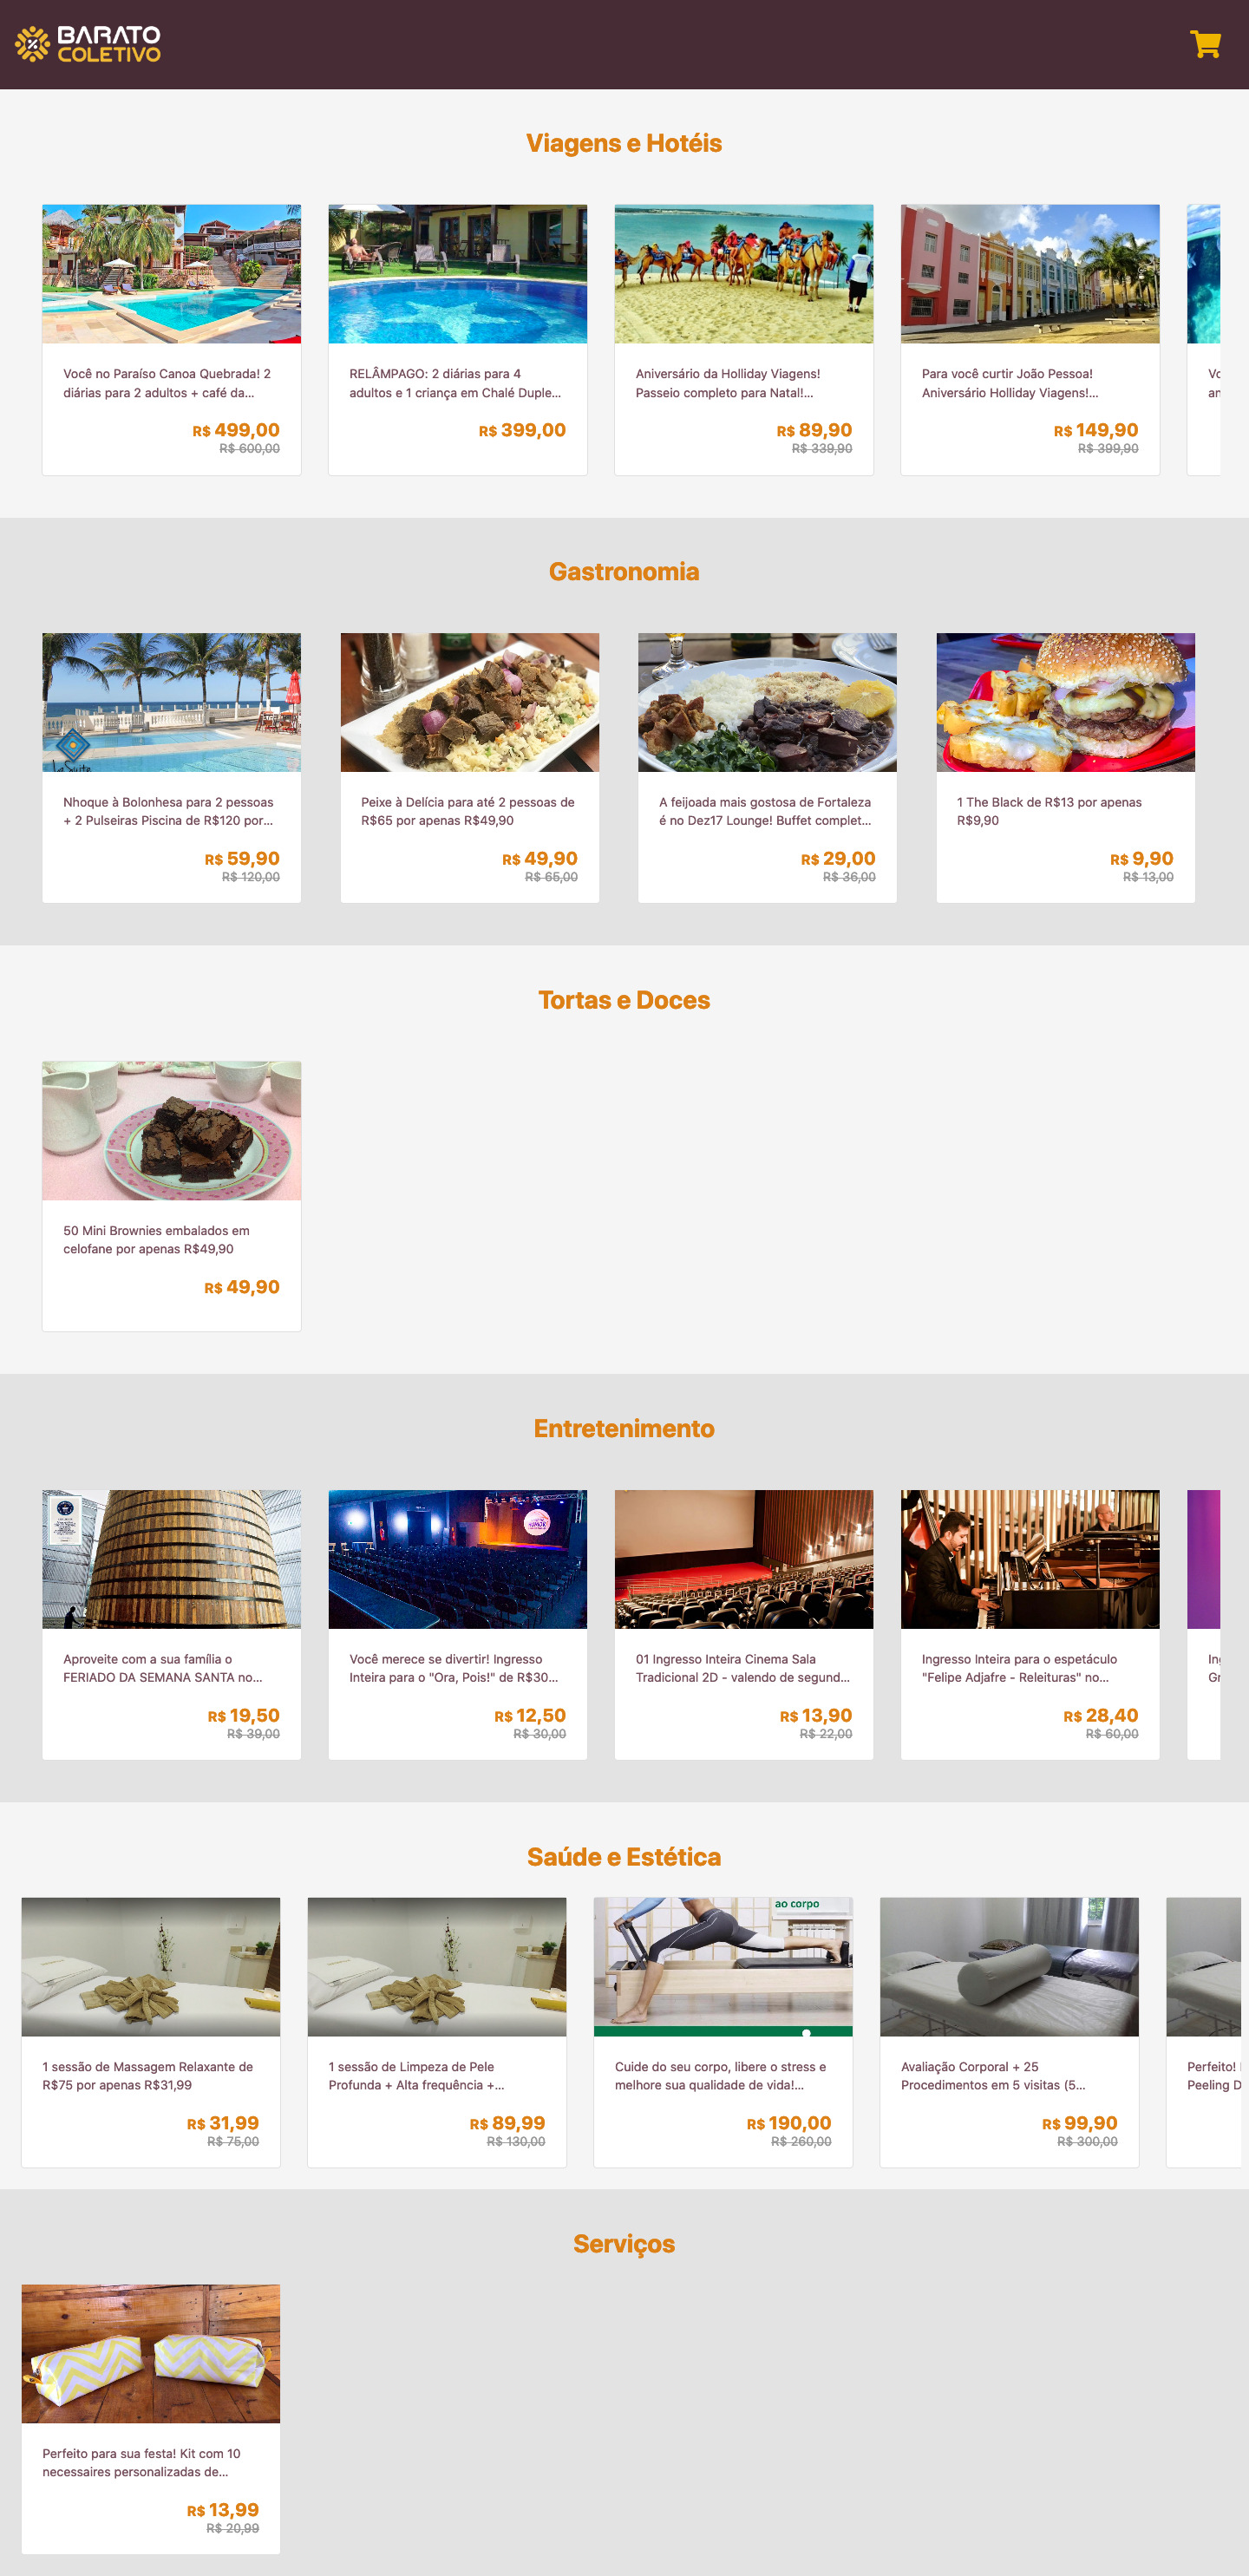 BARATO
COLETIVO
Viagens e Hotéis
Você no Paraíso Canoa Quebrada! 2
diárias para 2 adultos + café da...
R$ 499,00
R$ 600,00
RELÂMPAGO: 2 diárias para 4
adultos e 1 criança em Chalé Duple...
R$ 399,00
Aniversário da Holliday Viagens!
Passeio completo para Natal!...
R$ 89,90
R$ 339,90
Para você curtir João Pessoa!
Aniversário Holliday Viagens!...
R$ 149,90
R$ 399,90
Gastronomia
Nhoque à Bolonhesa para 2 pessoas
+ 2 Pulseiras Piscina de R$120 por...
R$ 59,90
R$ 120,00
Peixe à Delícia para até 2 pessoas de
R$65 por apenas R$49,90
R$ 49,90
R$ 65,00
A feijoada mais gostosa de Fortaleza
é no Dez17 Lounge! Buffet complet...
R$ 29,00
R$ 36,00
1 The Black de R$13 por apenas
R$9,90
R$ 9,90
R$ 13,00
Tortas e Doces
50 Mini Brownies embalados em
celofane por apenas R$49,90
R$ 49,90
Entretenimento
Aproveite com a sua família o
FERIADO DA SEMANA SANTA no...
R$ 19,50
R$ 39,00
Você merece se divertir! Ingresso
Inteira para o "Ora, Pois!" de R$30...
R$ 12,50
R$ 30,00
01 Ingresso Inteira Cinema Sala
Tradicional 2D - valendo de segund...
R$ 13,90
R$ 22,00
Ingresso Inteira para o espetáculo
"Felipe Adjafre - Releituras" no...
R$ 28,40
R$ 60,00
Saúde e Estética
1 sessão de Massagem Relaxante de
R$75 por apenas R$31,99
R$ 31,99
R$ 75,00
1 sessão de Limpeza de Pele
Profunda + Alta frequência +...
R$ 89,99
R$ 130,00
ao corpo
Cuide do seu corpo, libere o stress e
melhore sua qualidade de vida!...
R$ 190,00
R$ 260,00
Avaliação Corporal + 25
Procedimentos em 5 visitas (5...
R$ 99,90
R$ 300,00
Perfeito!
Peeling D
Serviços
Perfeito para sua festa! Kit com 10
necessaires personalizadas de...
R$ 13,99
R$ 20,99